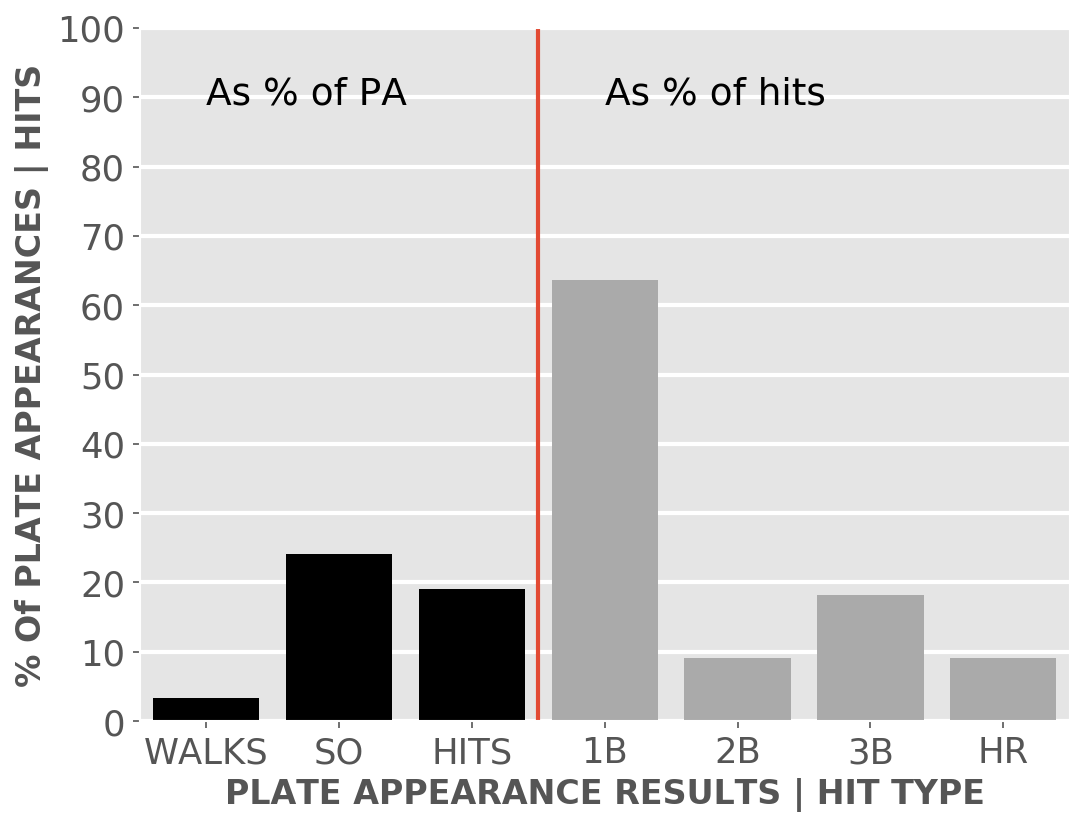 % Of PLATE APPEARANCES | HITS
100
90
80
70
60
50
40
30
20
10
0
As % of PA
As % of hits
WALKS SO HITS 1B 2B 3B HR
PLATE APPEARANCE RESULTS | HIT TYPE